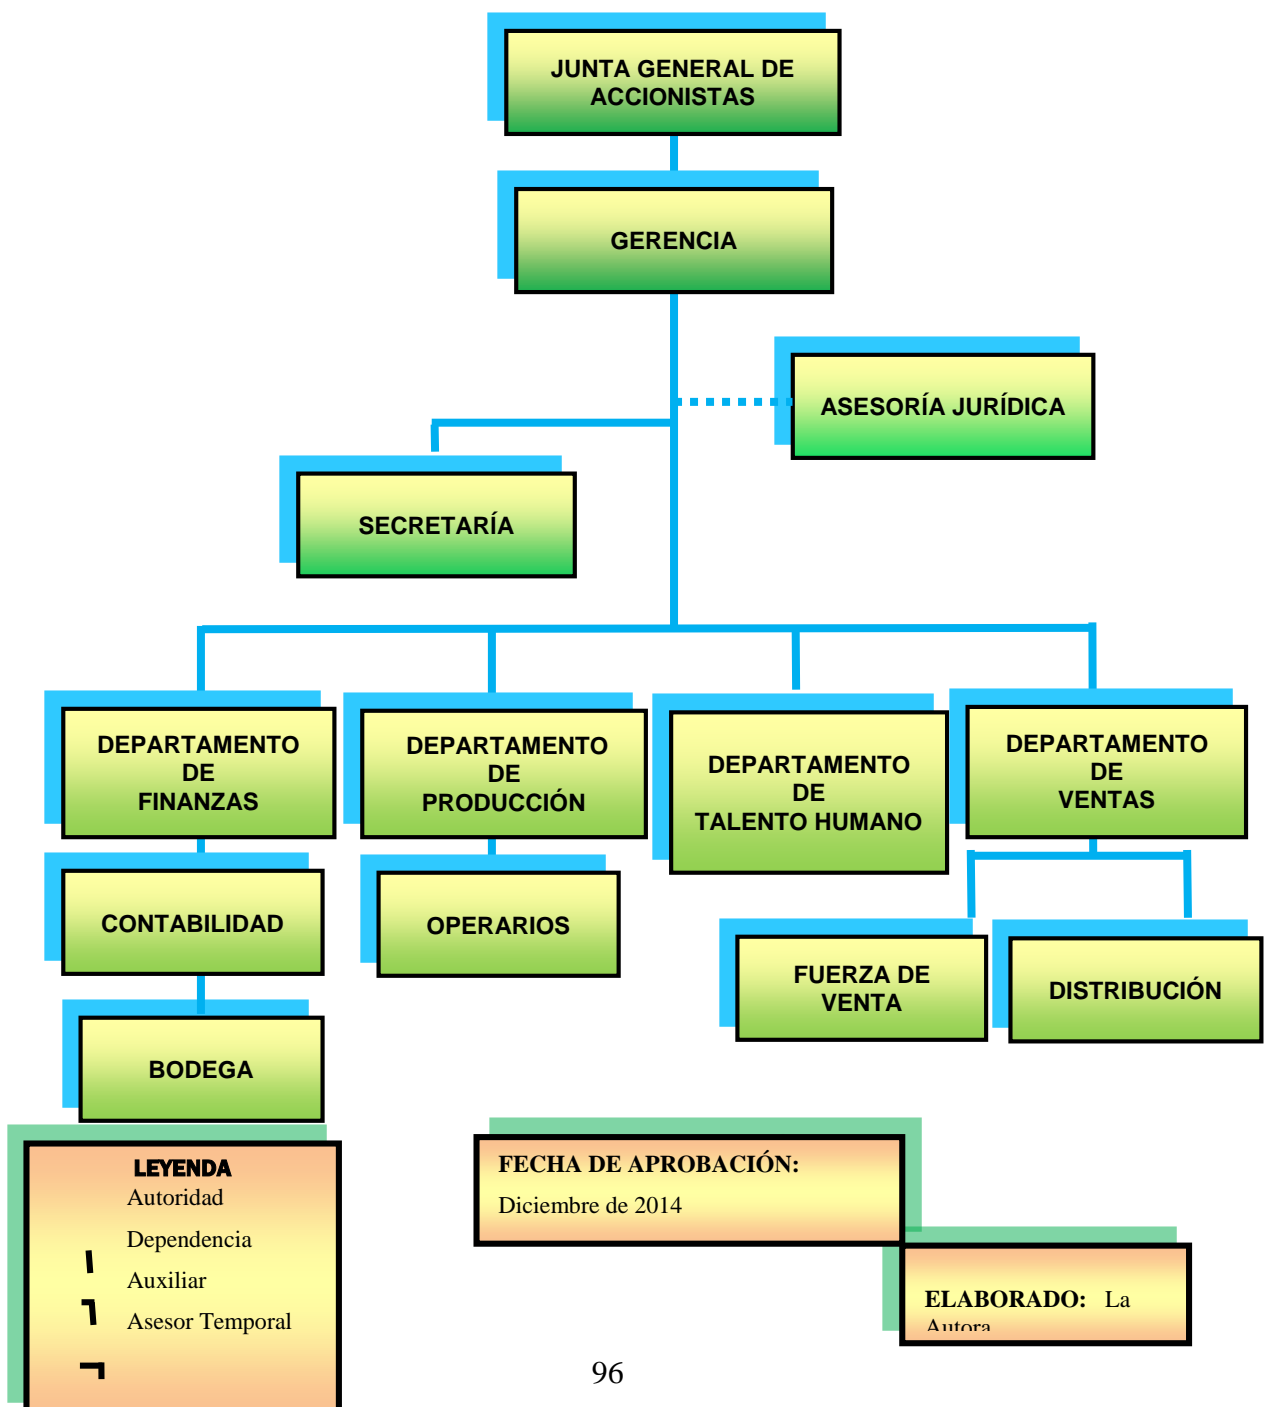 JUNTA GENERAL DE
ACCIONISTAS
GERENCIA
ASESORÍA JURÍDICA
SECRETARÍA
DEPARTAMENTO
DE
FINANZAS
DEPARTAMENTO
DE
PRODUCCIÓN
DEPARTAMENTO
DE
TALENTO HUMANO
DEPARTAMENTO
DE
VENTAS
CONTABILIDAD
OPERARIOS
FUERZA DE
VENTA
DISTRIBUCIÓN
BODEGA
LEYENDA
Autoridad
Dependencia
Auxiliar
Asesor Temporal
FECHA DE APROBACIÓN:
Diciembre de 2014
ELABORADO: La
Autora
96